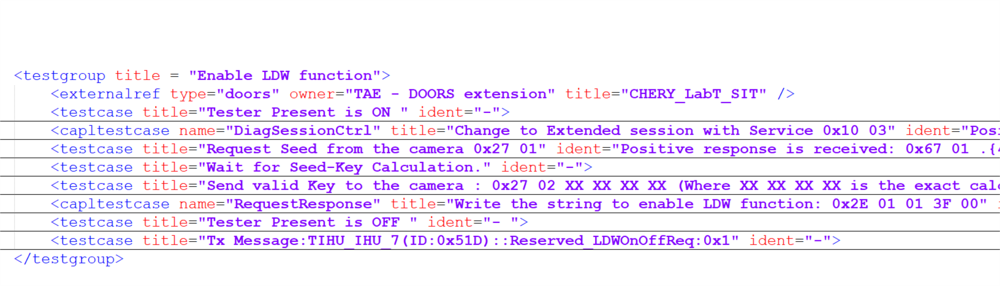 <testgroup title = "Enable LDW function">
<externalref type="doors" owner="TAE - DOORS extension" title="CHERY_LabT_SIT" />
<testcase title="Tester Present is ON " ident="-">
<capltestcase name="DiagSessionCtrl" title="Change to Extended session with Service 0x10 03" ident="Posi
<testcase title="Request Seed from the camera 0x27 01" ident="Positive response is received: 0x67 01 .{4
<testcase title="Wait for Seed-Key Calculation." ident="-">
<testcase title="Send valid Key to the camera : 0x27 02 XX XX XX XX (Where XX XX XX XX is the exact calc
<capltestcase name="RequestResponse" title="Write the string to enable LDW function: 0x2E 01 01 3F 00" i
<testcase title="Tester Present is OFF " ident="- ">
<testcase title="Tx Message:TIHU_IHU_7(ID:0x51D)::Reserved_LDWOnOffReq:0x1" ident="-">
</testgroup>